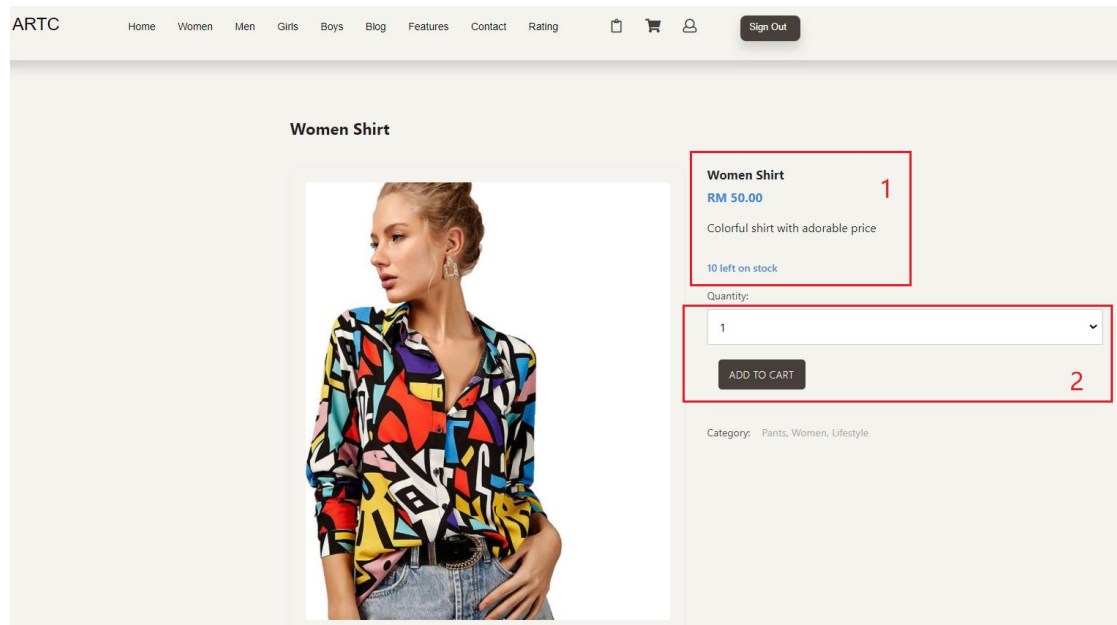 ARTC Home Women Men Girls Boys Blog Features Contact Rating Sign Out
Women Shirt
Women Shirt
1
RM 50.00
Colorful shirt with adorable price
10 left on stock
Quantity:
1
ADD TO CART
2
Category: Pants, Women, Lifestyle